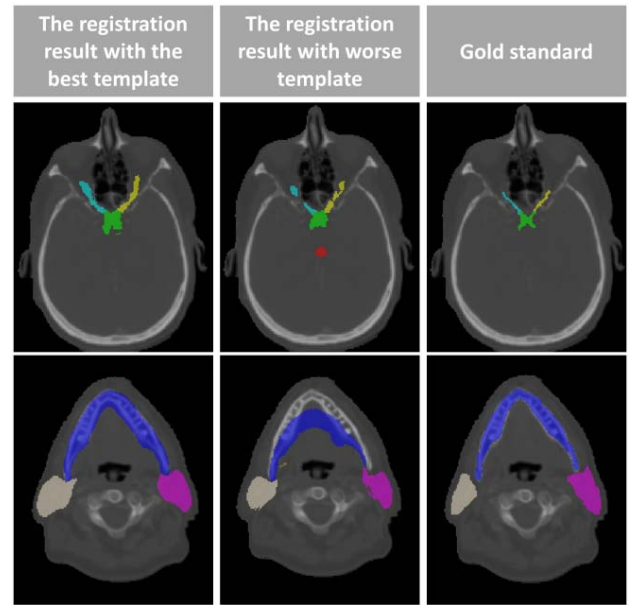 The registration
result with the
best template
The registration
result with worse
template
Gold standard